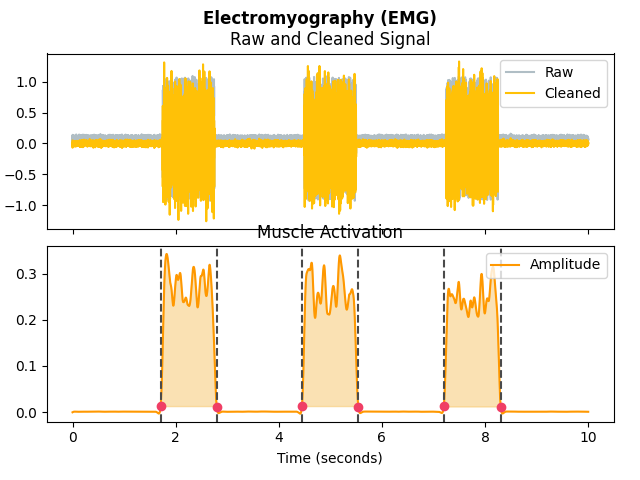 Electromyography (EMG)
Raw and Cleaned Signal
1.0
0.5
0.0
−0.5
−1.0
Raw
Cleaned
Muscle Activation
0.3
0.2
0.1
0.0
Amplitude
0 2 4 6 8 10
Time (seconds)